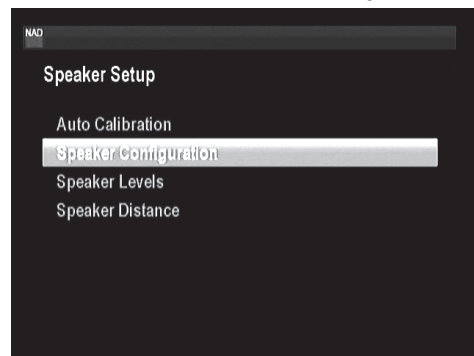 NAD
Speaker Setup
Auto Calibration
Speaker Configuration
Speaker Levels
Speaker Distance